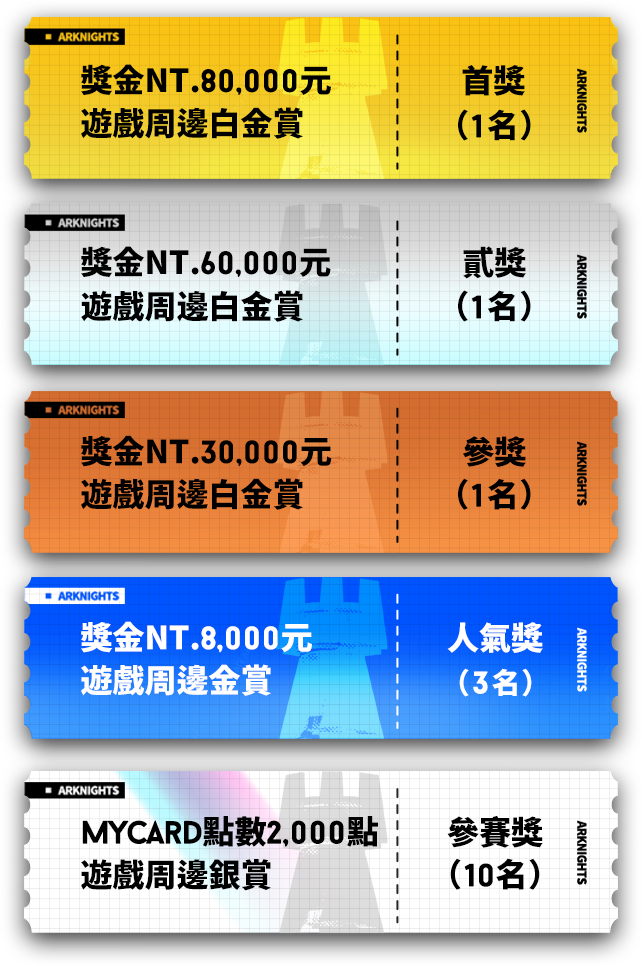 ARKNIGHTS
獎金NT.80,000元
遊戲周邊白金賞
首獎
(1名)
ARKNIGHTS
ARKNIGHTS
獎金NT.60,000元
遊戲周邊白金賞
貳獎
(1名)
ARKNIGHTS
ARKNIGHTS
獎金NT.30,000元
遊戲周邊白金賞
參獎
(1名)
ARKNIGHTS
ARKNIGHTS
獎金NT.8,000元
遊戲周邊金賞
人氣獎
(3名)
ARKNIGHTS
ARKNIGHTS
MYCARD點數2,000點
遊戲周邊銀賞
參賽獎
(10名)
ARKNIGHTS